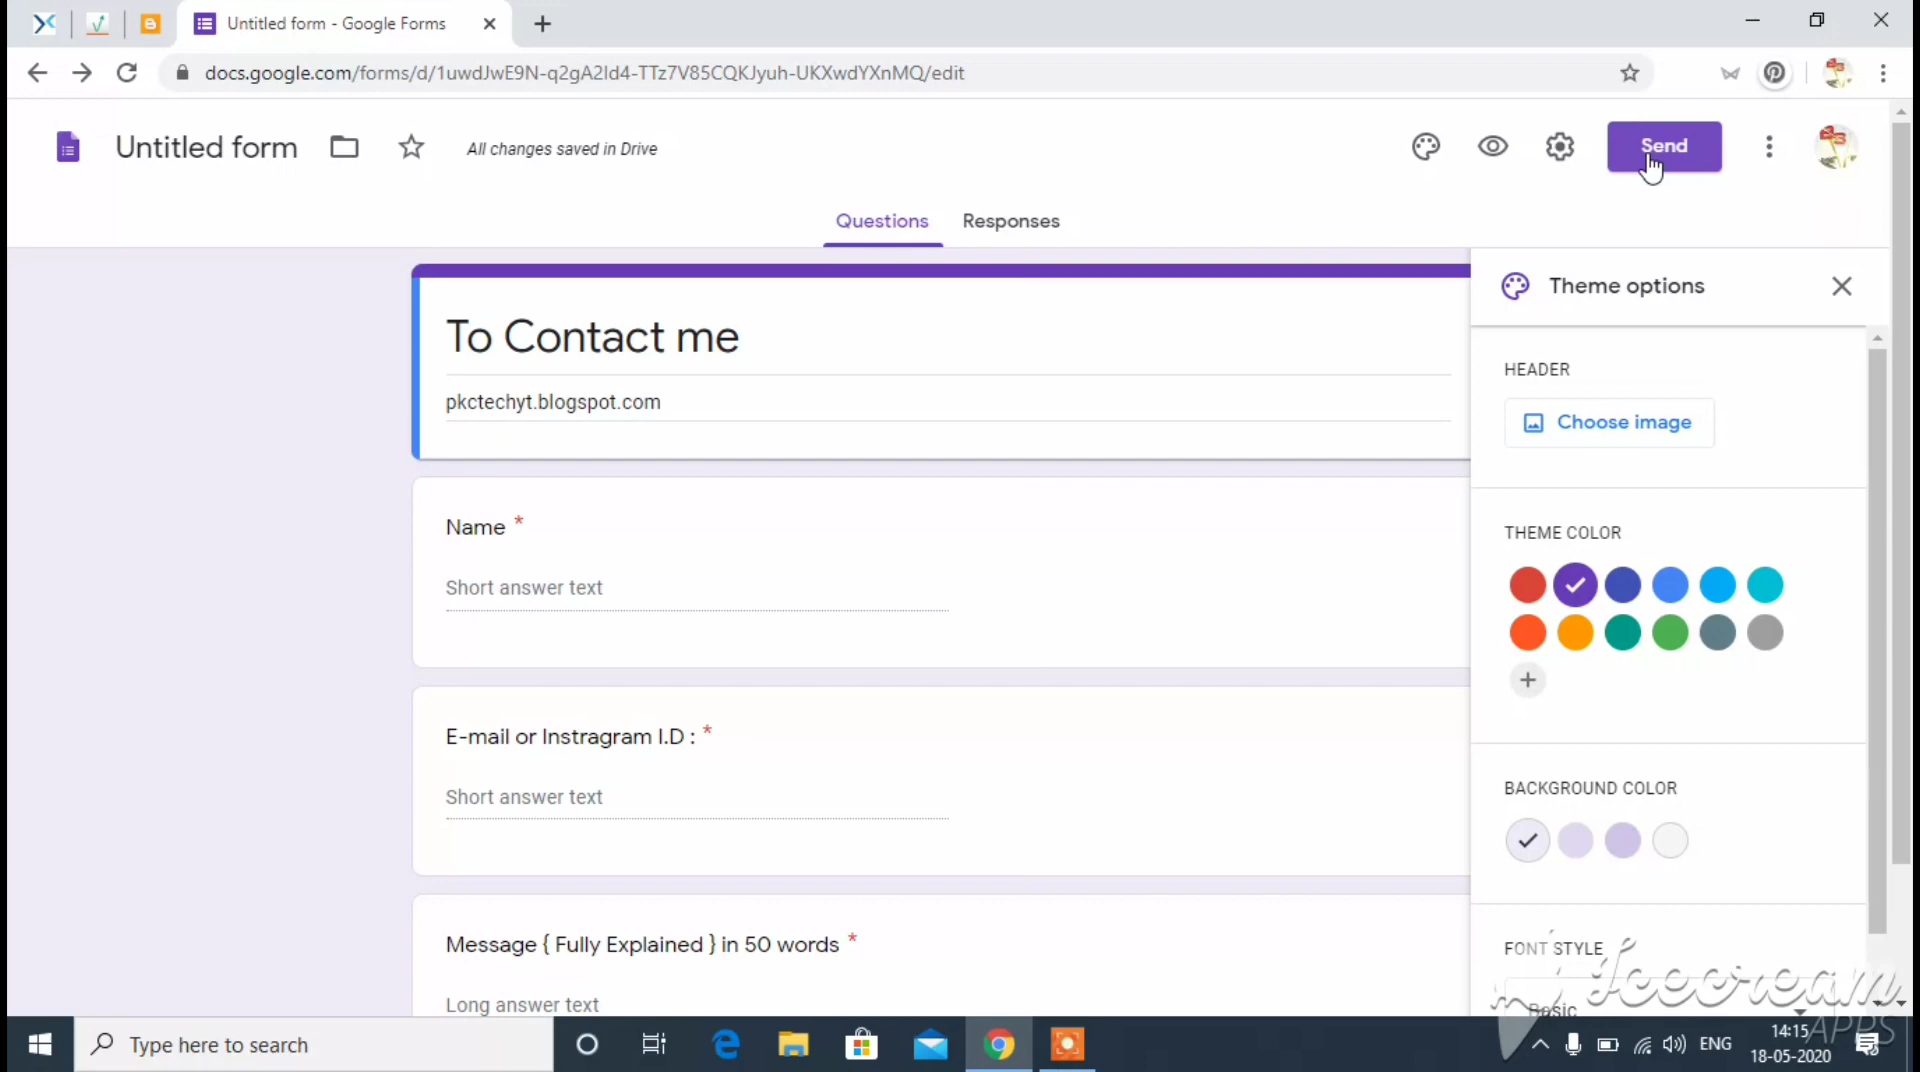 Untitled form - Google Forms
docs.google.com/forms/d/1uwdJwE9N-q2gA2Id4-TTz7V85CQKJyuh-UKXwdYXnMQ/edit
Untitled form
All changes saved in Drive
Send
Questions
Responses
Theme options
To Contact me
pkctechyt.blogspot.com
HEADER
Choose image
Name *
Short answer text
THEME COLOR
E-mail or Instragram I.D : *
Short answer text
BACKGROUND COLOR
Message { Fully Explained } in 50 words *
Long answer text
FONT STYLE
Basic
Icecream
APPS
Type here to search
ENG
14:15
18-05-2020